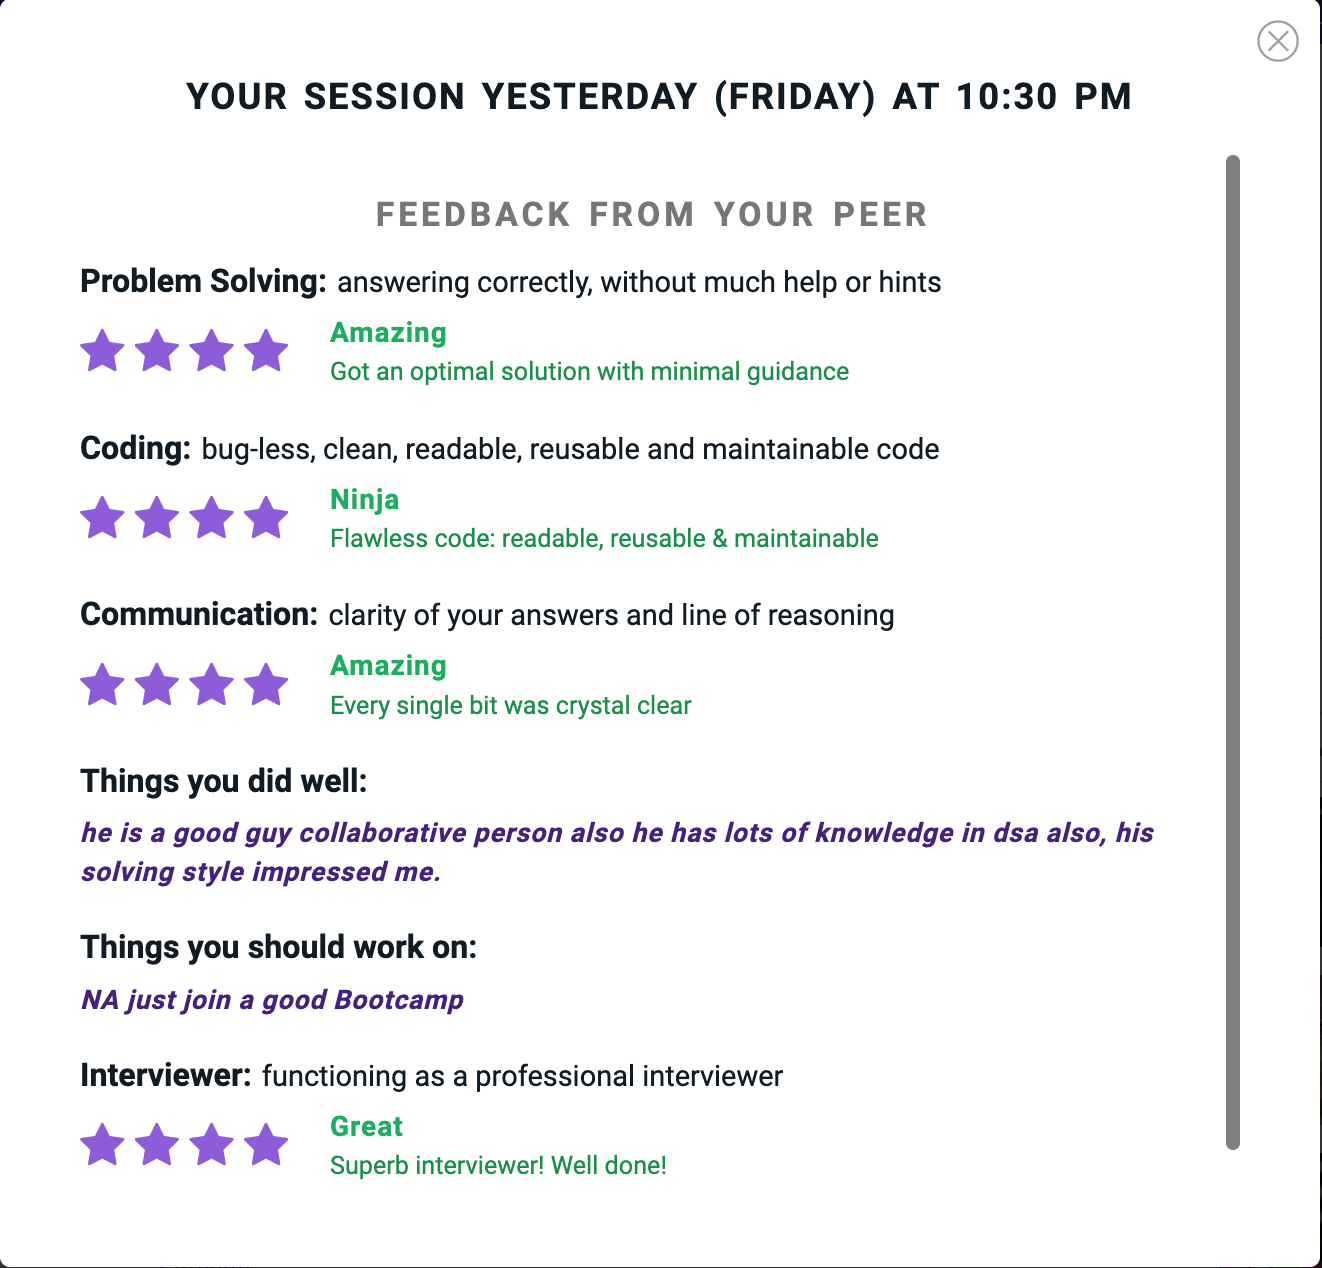 YOUR SESSION YESTERDAY (FRIDAY) AT 10:30 PM
FEEDBACK FROM YOUR PEER
Problem Solving: answering correctly, without much help or hints
Amazing
Got an optimal solution with minimal guidance
Coding: bug-less, clean, readable, reusable and maintainable code
Ninja
Flawless code: readable, reusable & maintainable
Communication: clarity of your answers and line of reasoning
Amazing
Every single bit was crystal clear
Things you did well:
he is a good guy collaborative person also he has lots of knowledge in dsa also, his
solving style impressed me.
Things you should work on:
NA just join a good Bootcamp
Interviewer: functioning as a professional interviewer
Great
Superb interviewer! Well done!